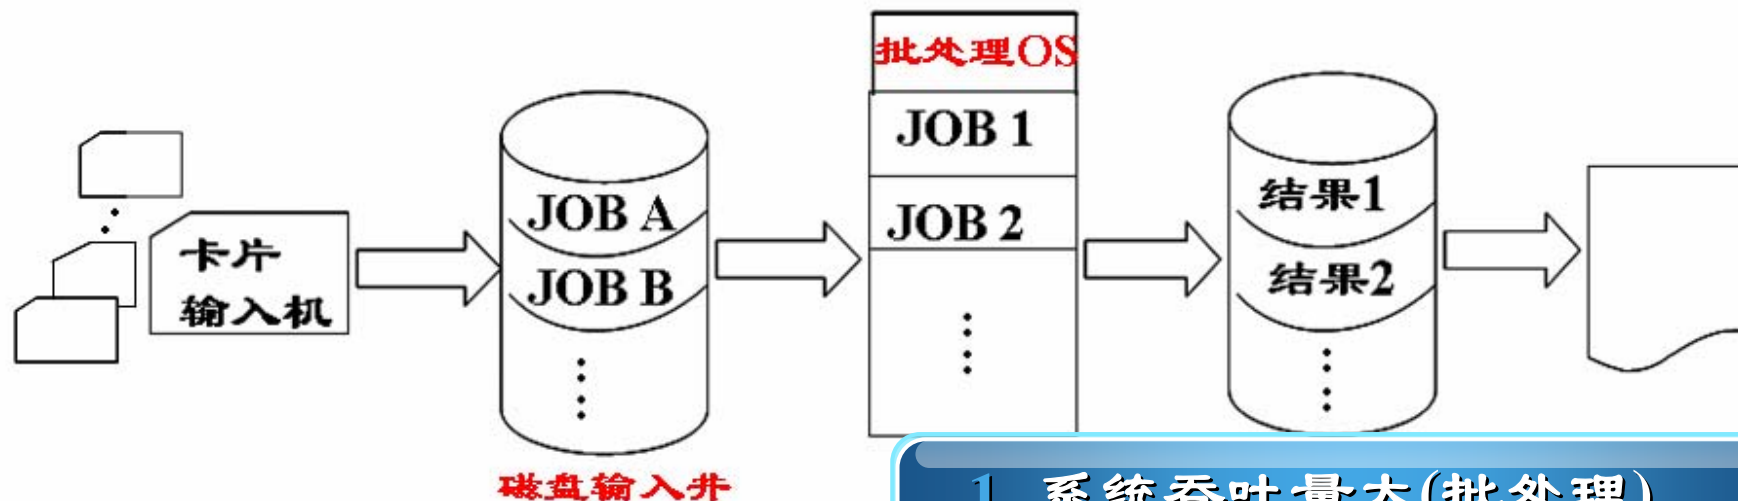 卡片
输入机
JOB A
JOB B
磁盘输入井
批处理OS
JOB 1
JOB 2
结果1
结果2
1 系统吞吐量大(批处理)